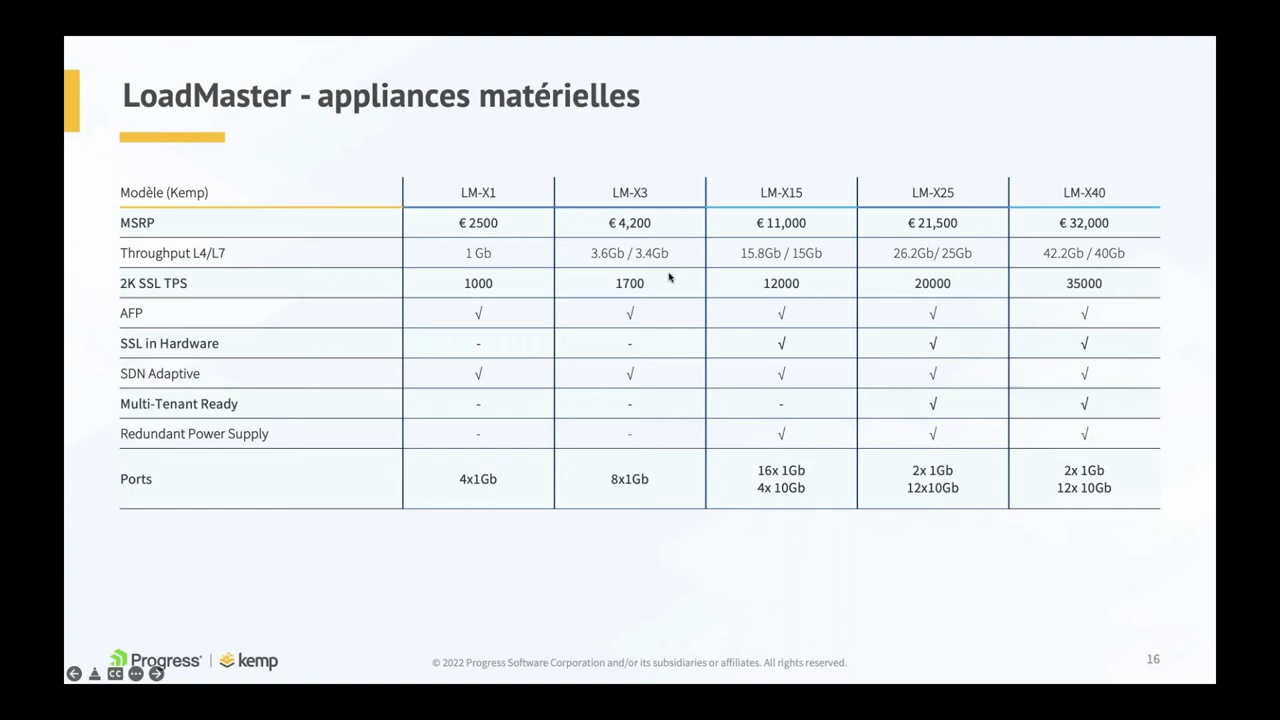 LoadMaster - appliances matérielles
Modèle (Kemp) LM-X1 LM-X3 LM-X15 LM-X25 LM-X40
MSRP € 2500 € 4,200 € 11,000 € 21,500 € 32,000
Throughput L4/L7 1 Gb 3.6Gb / 3.4Gb 15.8Gb / 15Gb 26.2Gb/ 25Gb 42.2Gb / 40Gb
2K SSL TPS 1000 1700 12000 20000 35000
AFP √ √ √ √ √
SSL in Hardware - - √ √ √
SDN Adaptive √ √ √ √ √
Multi-Tenant Ready - - - √ √
Redundant Power Supply - - √ √ √
Ports 4x1Gb 8x1Gb 16x 1Gb 4x 10Gb 2x 1Gb 12x10Gb 2x 1Gb 12x 10Gb
Progress | kemp
© 2022 Progress Software Corporation and/or its subsidiaries or affiliates. All rights reserved.
16
CC